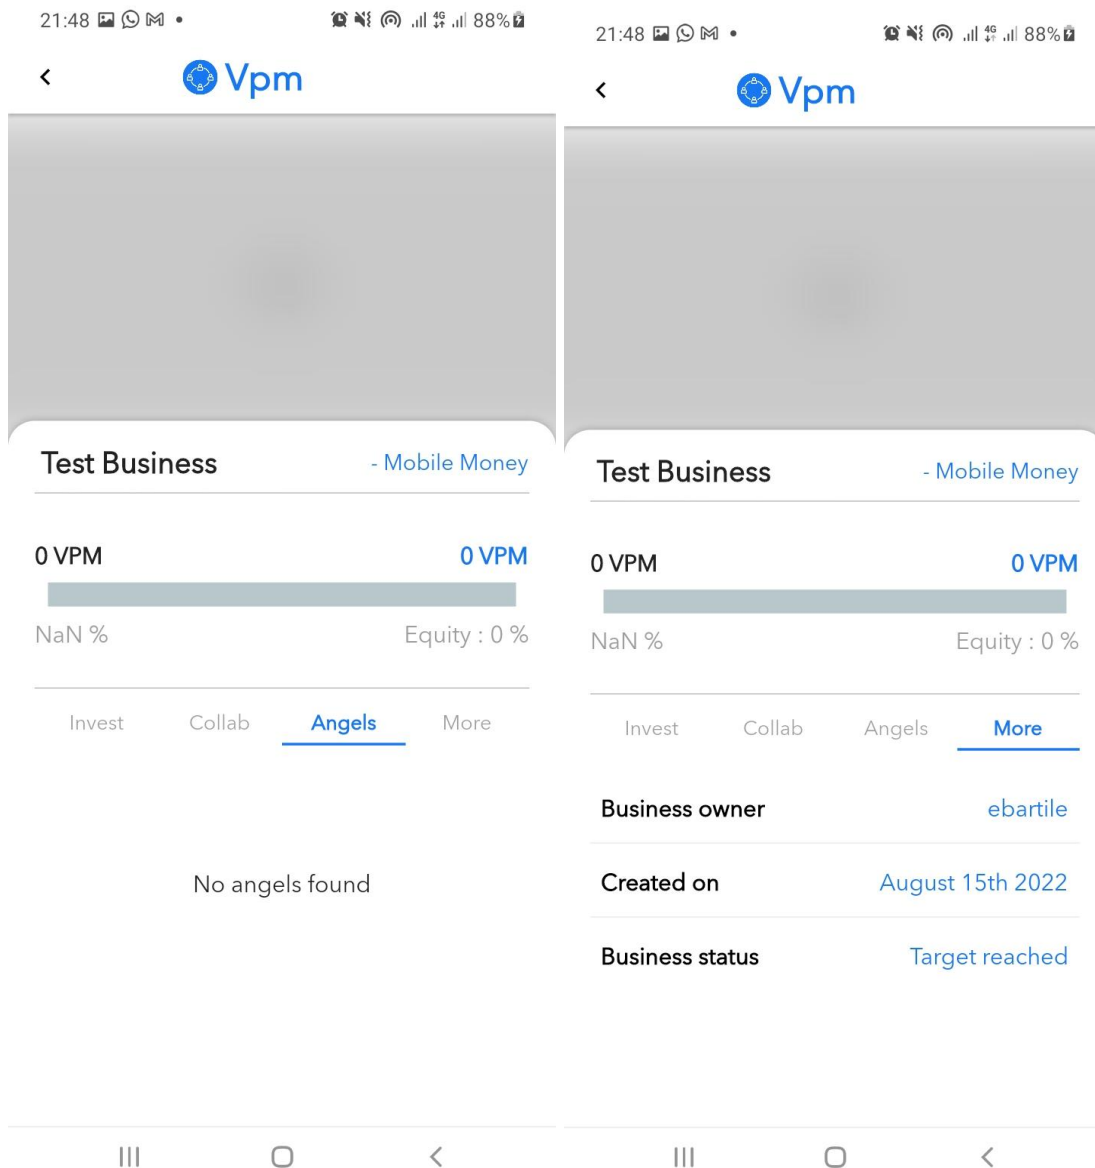 21:48
88%
Vpm
Test Business
- Mobile Money
0 VPM
0 VPM
NaN %
Equity : 0 %
Invest
Collab
Angels
More
No angels found
21:48
88%
Vpm
Test Business
- Mobile Money
0 VPM
0 VPM
NaN %
Equity : 0 %
Invest
Collab
Angels
More
Business owner
ebartile
Created on
August 15th 2022
Business status
Target reached